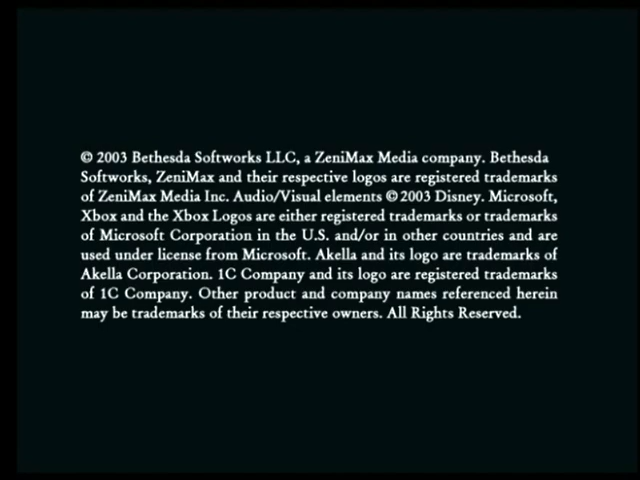 © 2003 Bethesda Softworks LLC, a ZeniMax Media company. Bethesda
Softworks, ZeniMax and their respective logos are registered trademarks
of ZeniMax Media Inc. Audio/Visual elements © 2003 Disney. Microsoft,
Xbox and the Xbox Logos are either registered trademarks or trademarks
of Microsoft Corporation in the U.S. and/or in other countries and are
used under license from Microsoft. Akella and its logo are trademarks of
Akella Corporation. 1C Company and its logo are registered trademarks
of 1C Company. Other product and company names referenced herein
may be trademarks of their respective owners. All Rights Reserved.